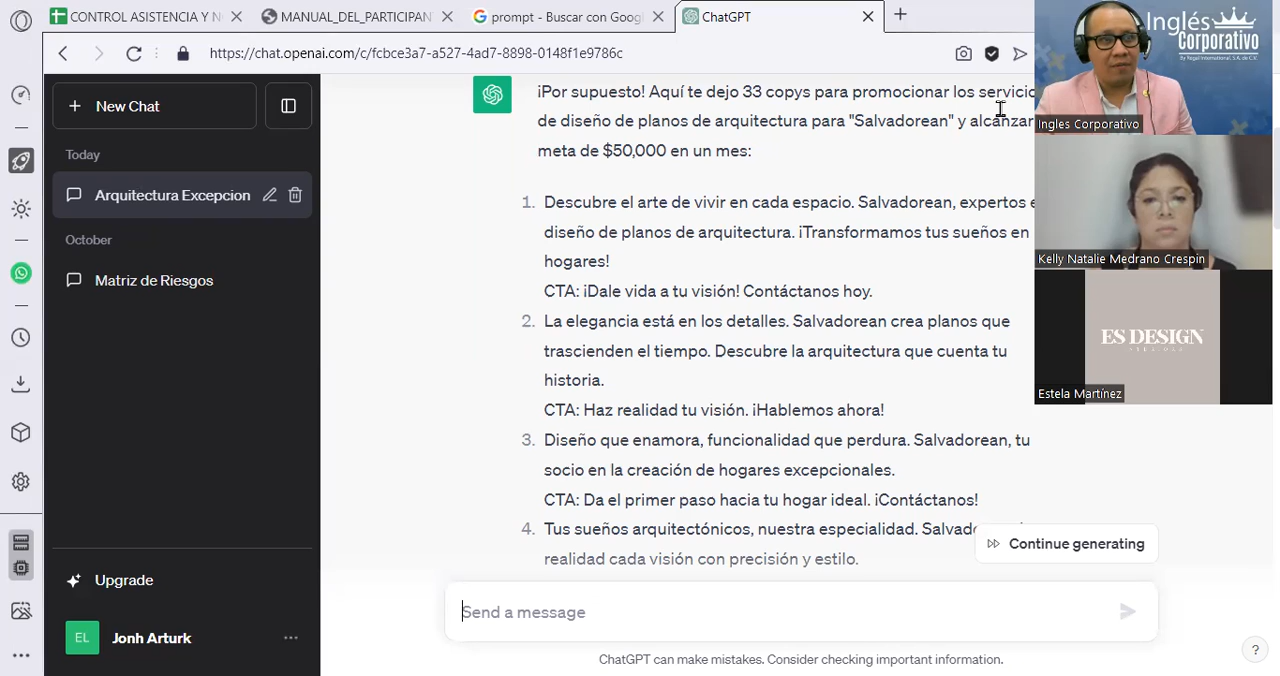 CONTROL ASISTENCIA Y N
MANUAL_DEL_PARTICIPAN
prompt - Buscar con Goog
ChatGPT
https://chat.openai.com/c/fcbce3a7-a527-4ad7-8898-0148f1e9786c
New Chat
Today
Arquitectura Excepcion
October
Matriz de Riesgos
Upgrade
EL
Jonh Arturk
¡Por supuesto! Aquí te dejo 33 copys para promocionar los servicio
de diseño de planos de arquitectura para "Salvadorean" y alcanzar
meta de $50,000 en un mes:
1. Descubre el arte de vivir en cada espacio. Salvadorean, expertos e
diseño de planos de arquitectura. ¡Transformamos tus sueños en
hogares!
CTA: ¡Dale vida a tu visión! Contáctanos hoy.
2. La elegancia está en los detalles. Salvadorean crea planos que
trascienden el tiempo. Descubre la arquitectura que cuenta tu
historia.
CTA: Haz realidad tu visión. ¡Hablemos ahora!
3. Diseño que enamora, funcionalidad que perdura. Salvadorean, tu
socio en la creación de hogares excepcionales.
CTA: Da el primer paso hacia tu hogar ideal. ¡Contáctanos!
4. Tus sueños arquitectónicos, nuestra especialidad. Salvado
realidad cada visión con precisión y estilo.
Continue generating
Send a message
ChatGPT can make mistakes. Consider checking important information.
?
Inglés
Corporativo
By Regal International, S.A. de C.V.
Ingles Corporativo
Kelly Natalie Medrano Crespin
ES DESIGN
Estela Martínez